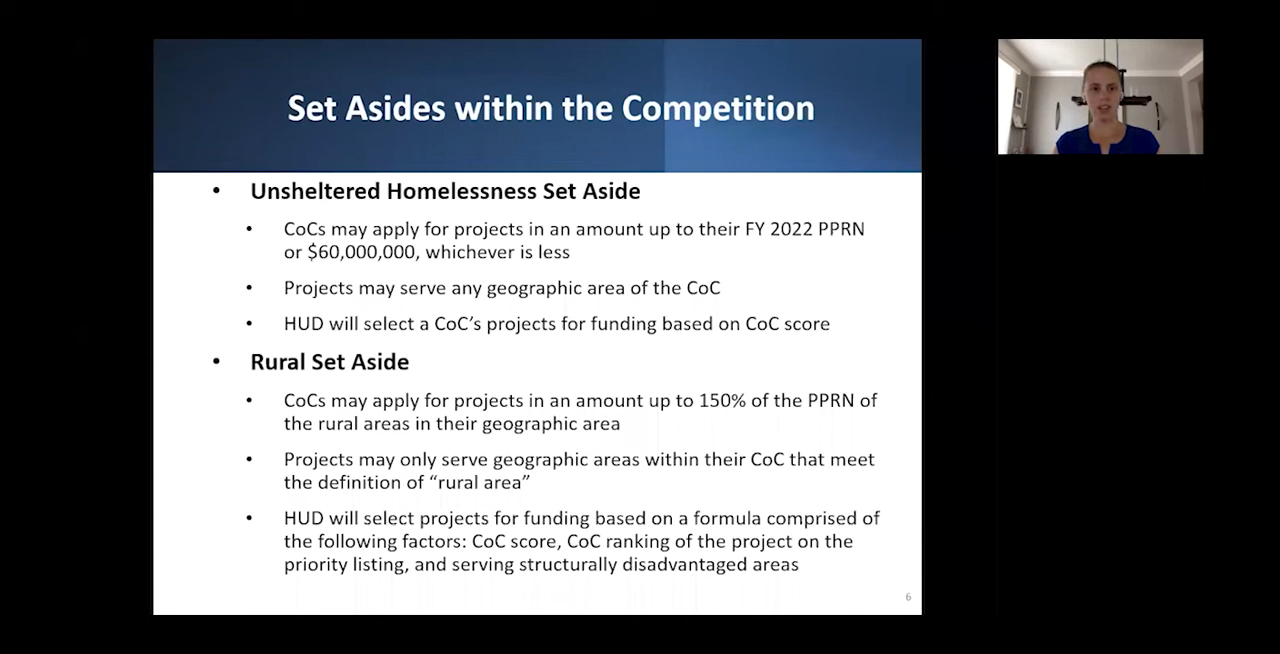 Set Asides within the Competition
• Unsheltered Homelessness Set Aside
• CoCs may apply for projects in an amount up to their FY 2022 PPRN
or $60,000,000, whichever is less
• Projects may serve any geographic area of the CoC
• HUD will select a CoC’s projects for funding based on CoC score
• Rural Set Aside
• CoCs may apply for projects in an amount up to 150% of the PPRN of
the rural areas in their geographic area
• Projects may only serve geographic areas within their CoC that meet
the definition of “rural area”
• HUD will select projects for funding based on a formula comprised of
the following factors: CoC score, CoC ranking of the project on the
priority listing, and serving structurally disadvantaged areas
6